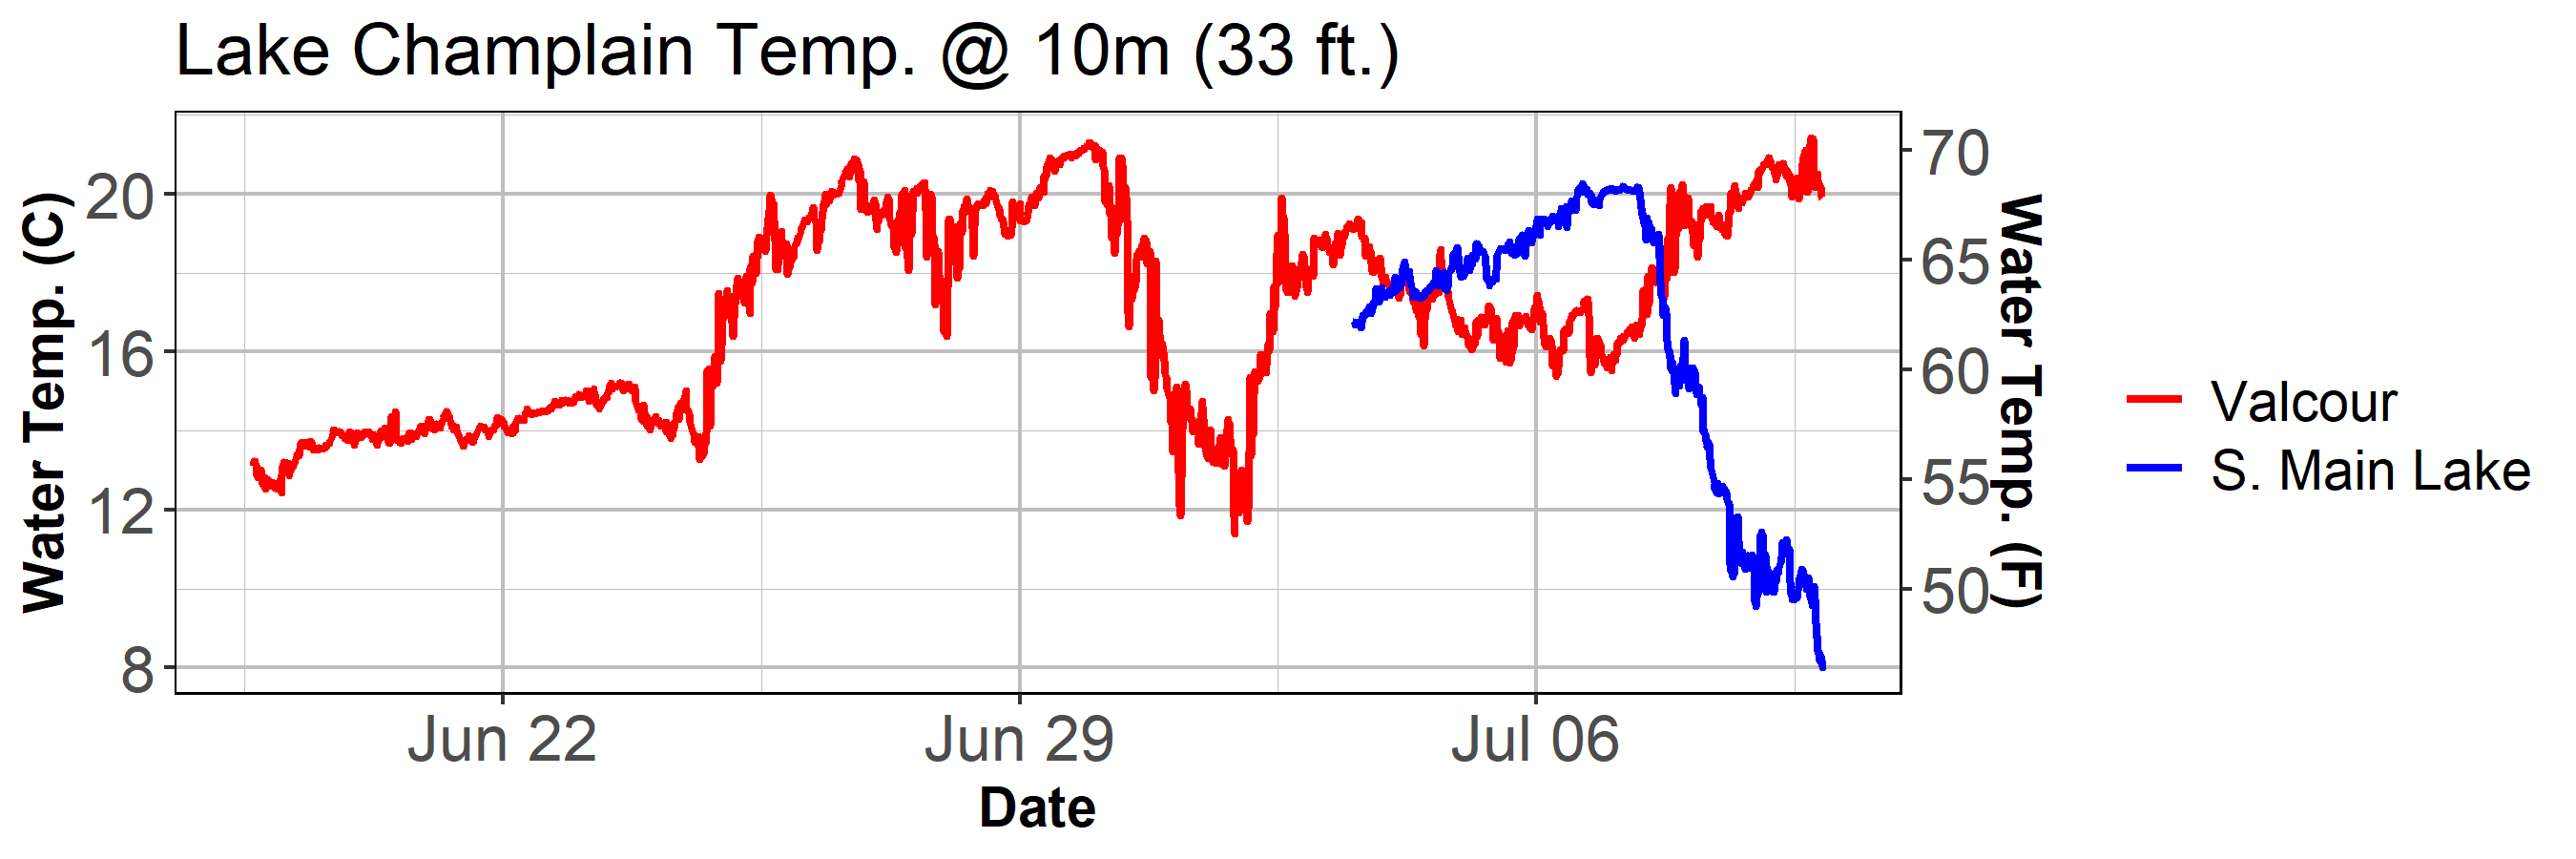 Lake Champlain Temp. @ 10m (33 ft.)
Water Temp. (C)
20
16
12
8
70
65
60
55
50
Water Temp. (F)
Jun 22
Jun 29
Jul 06
Date
Valcour
S. Main Lake